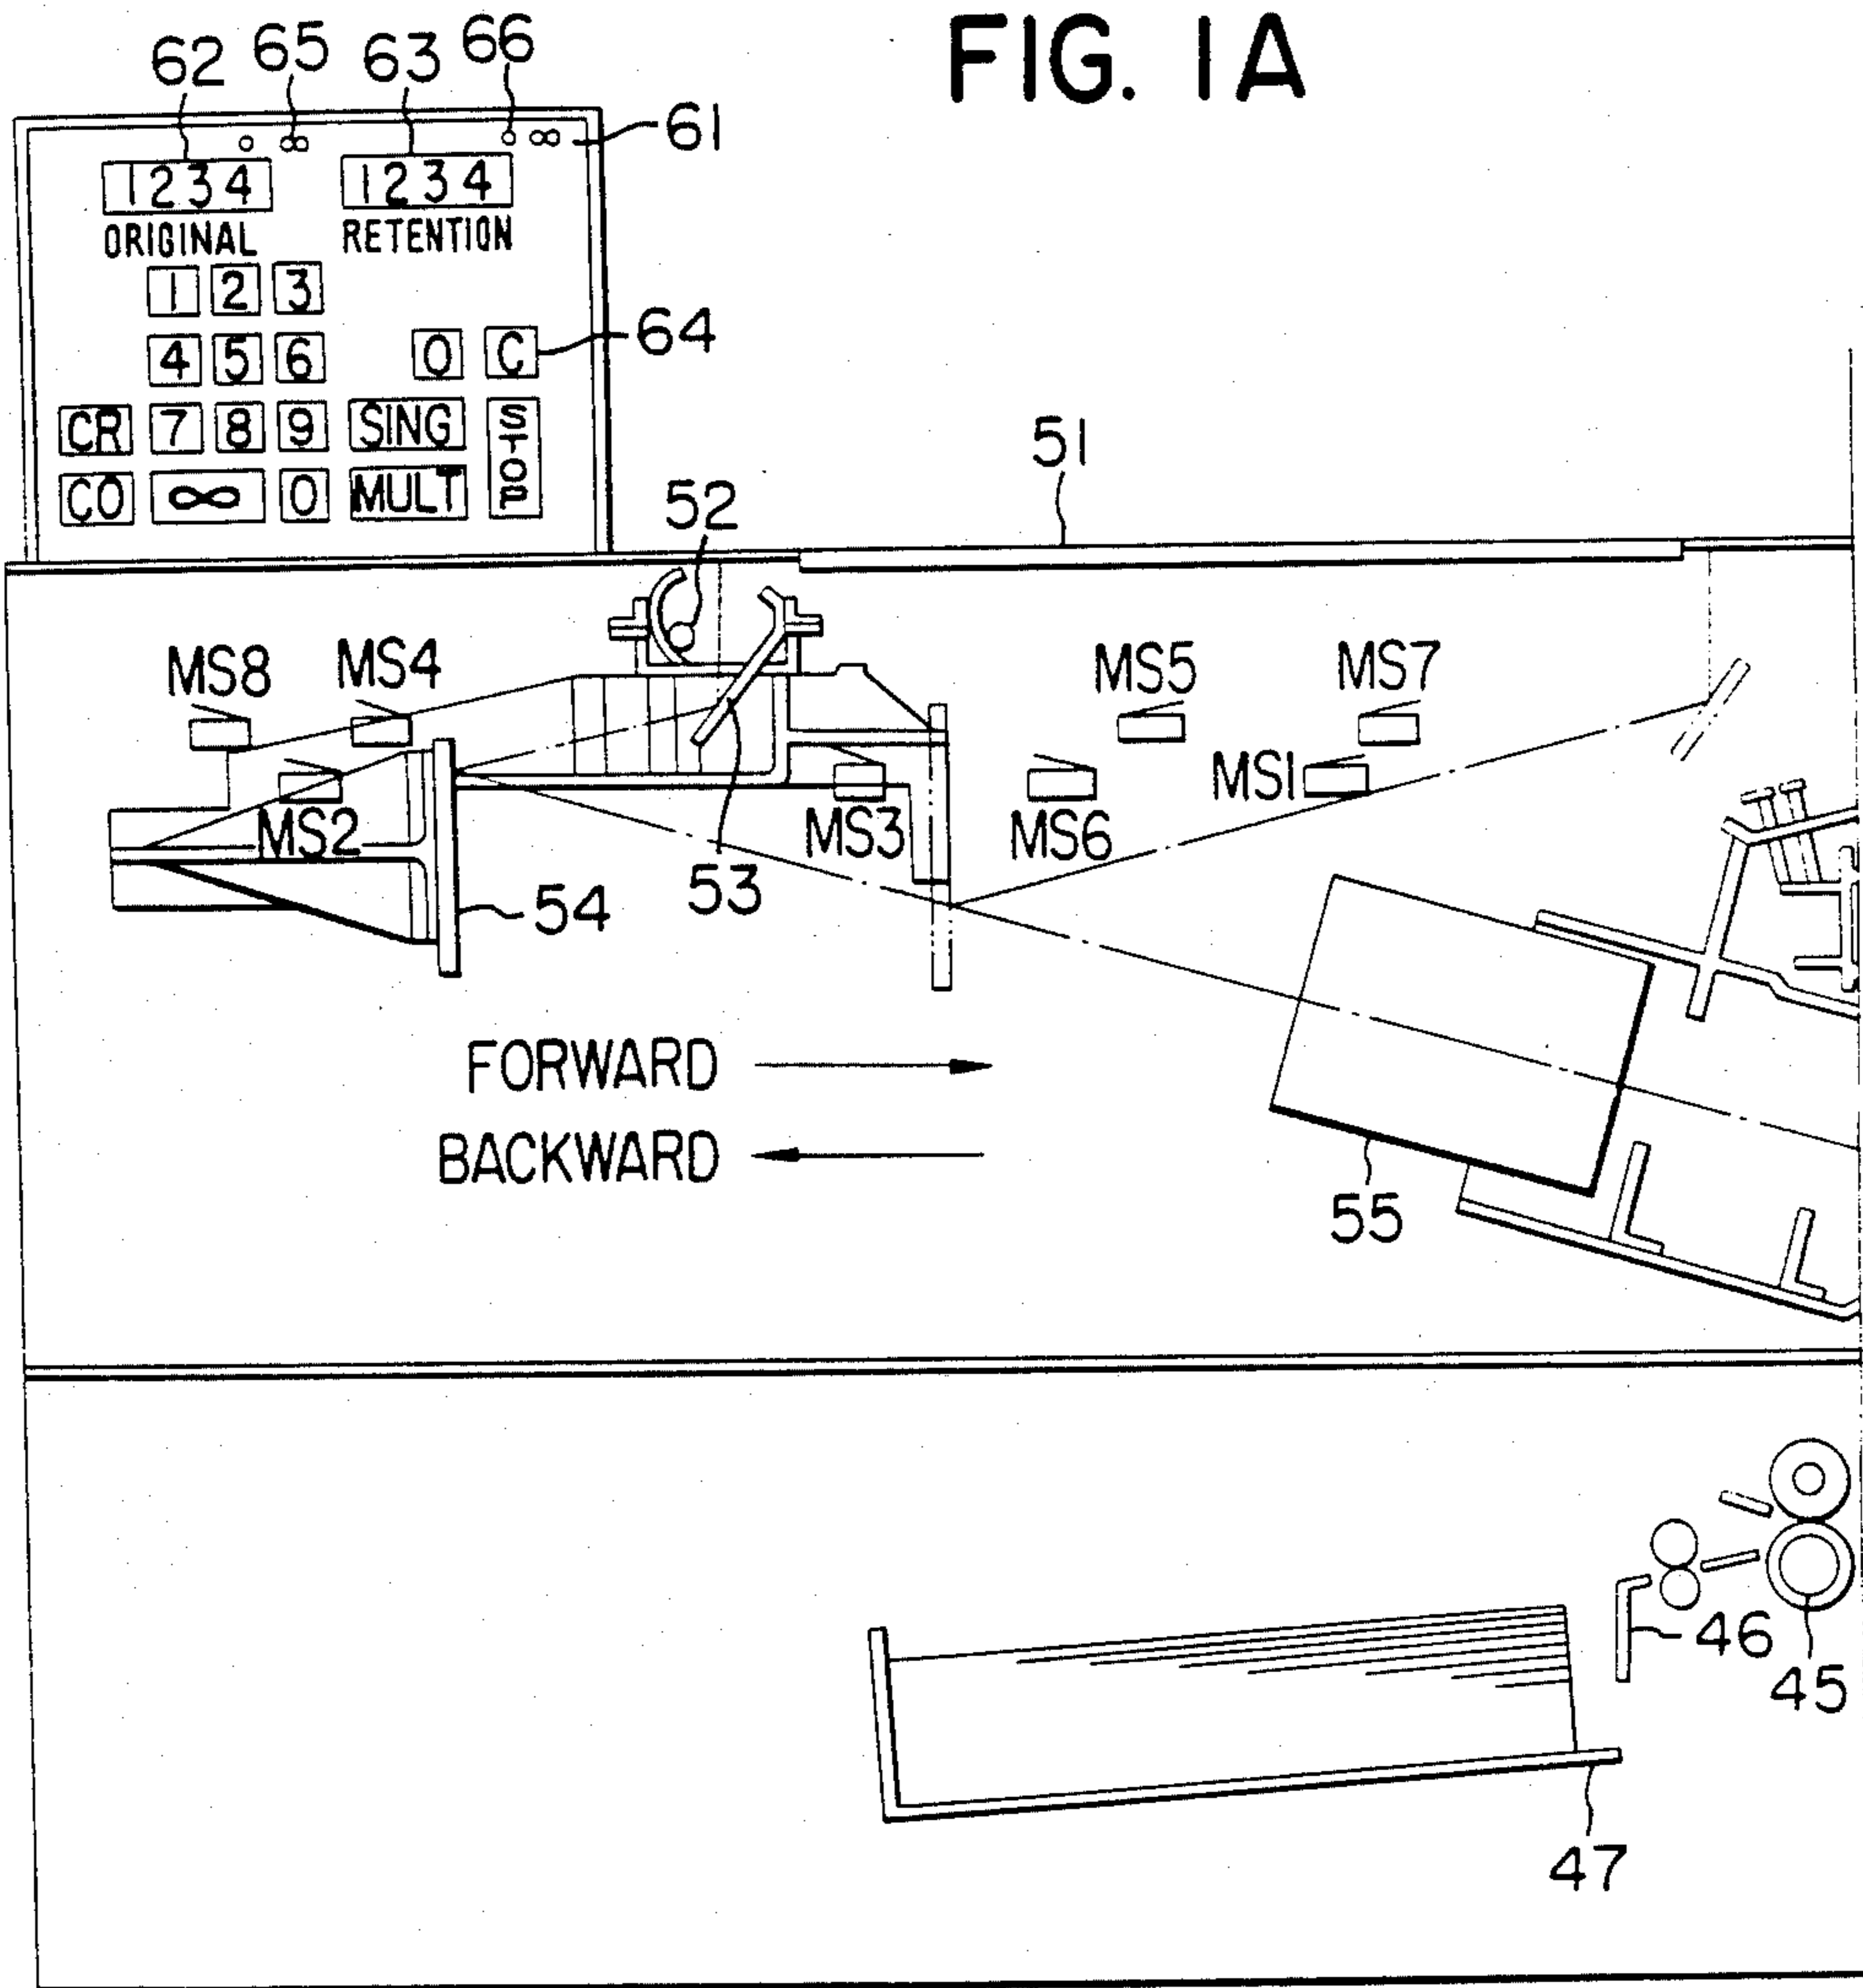 FIG. 1A
62 65 63 66
61
1234 1234
ORIGINAL RETENTION
1 2 3
4 5 6 0 C
64
CR 7 8 9 SING STOP
CO ∞ 0 MULT
51
52
MS8 MS4 MS5 MS7
MS2 MS3 MS6 MS1
53
54
FORWARD
BACKWARD
55
46
45
47